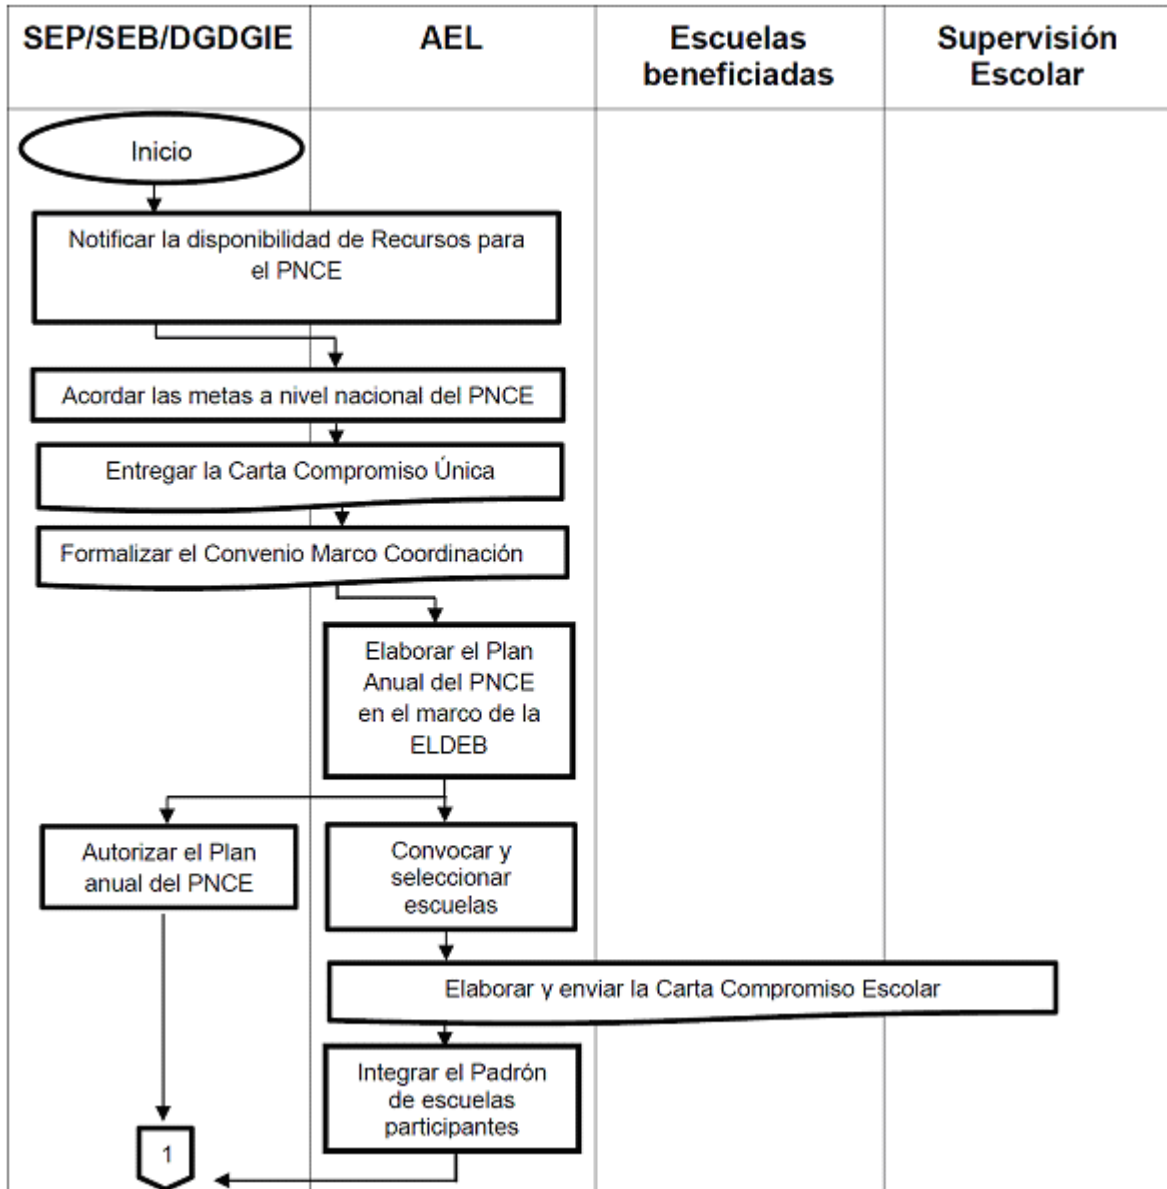 SEP/SEB/DGDGIE
AEL
Escuelas
beneficiadas
Supervisión
Escolar
Inicio
Notificar la disponibilidad de Recursos para
el PNCE
Acordar las metas a nivel nacional del PNCE
Entregar la Carta Compromiso Única
Formalizar el Convenio Marco Coordinación
Elaborar el Plan
Anual del PNCE
en el marco de la
ELDEB
Autorizar el Plan
anual del PNCE
Convocar y
seleccionar
escuelas
Elaborar y enviar la Carta Compromiso Escolar
Integrar el Padrón
de escuelas
participantes
1